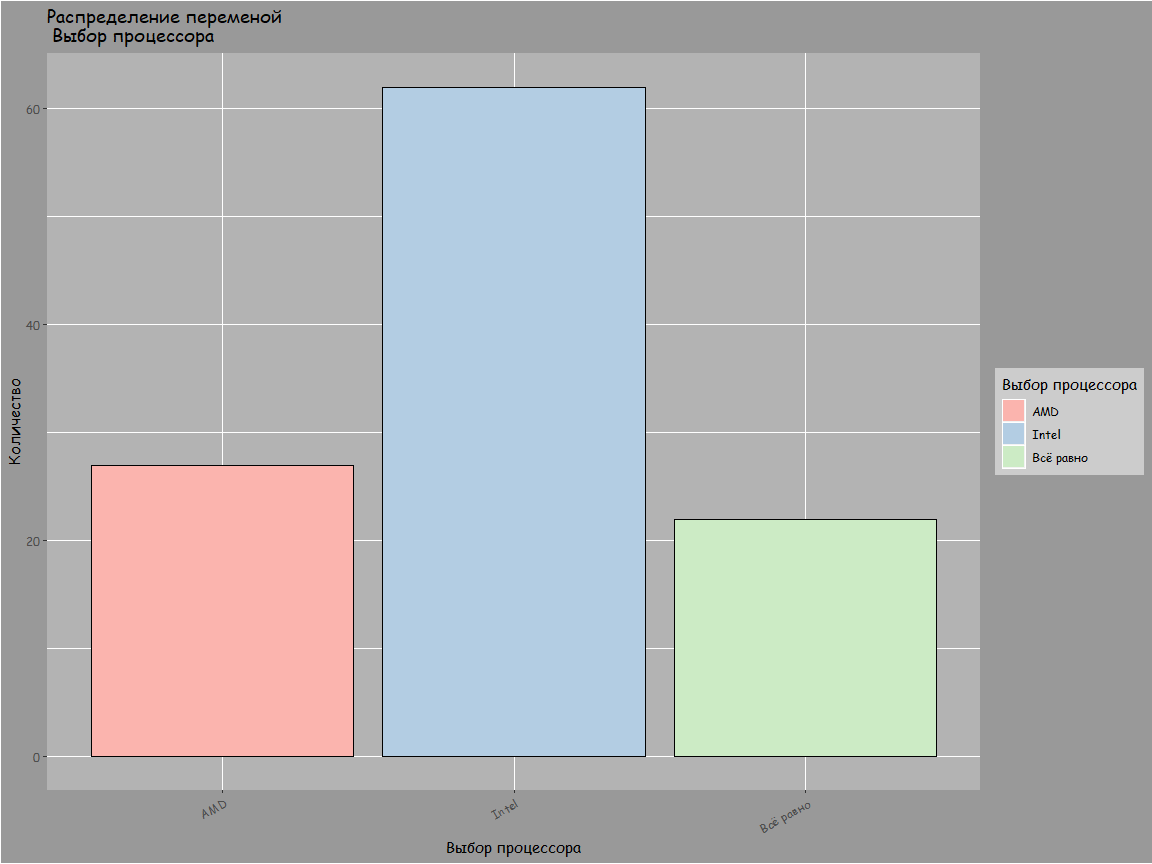 Распределение переменой
Выбор процессора
Количество
60
40
20
0
AMD
Intel
Всё равно
Выбор процессора
Выбор процессора
AMD
Intel
Всё равно